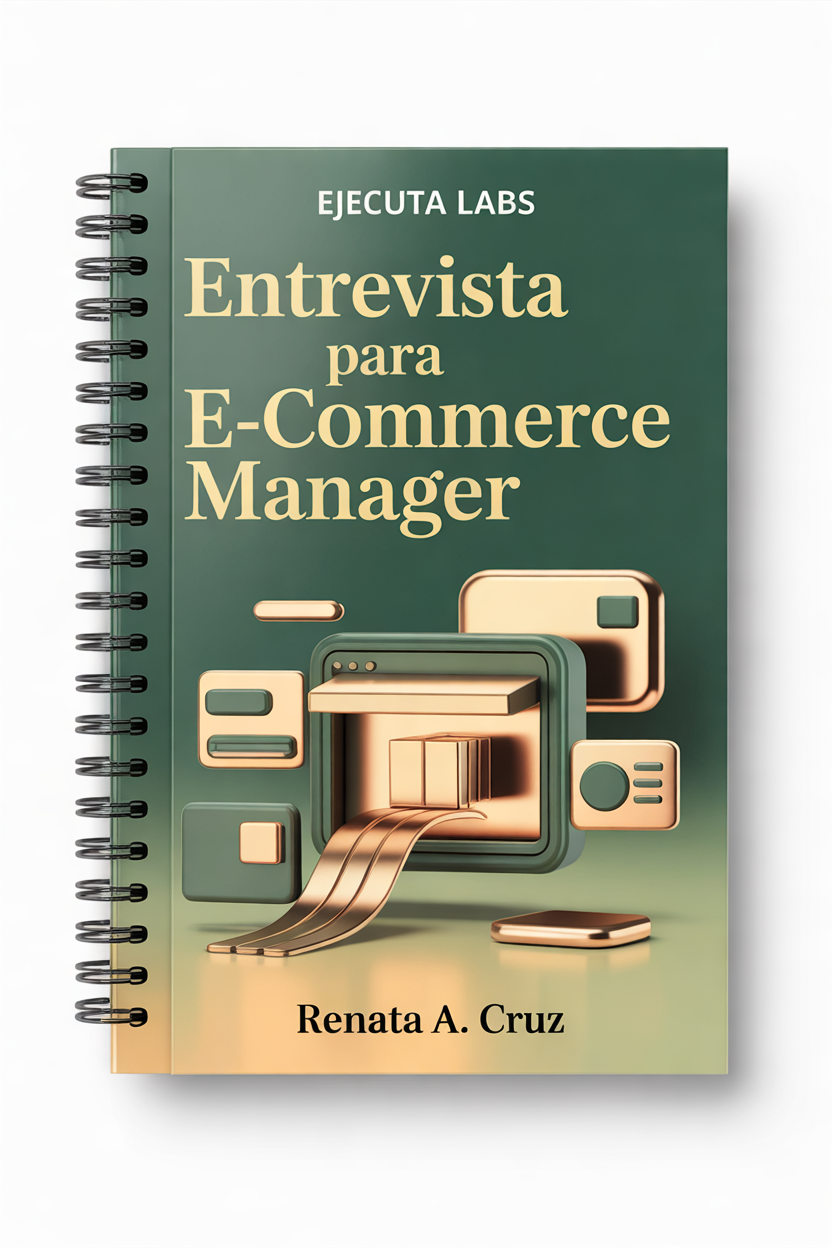 EJECUTA LABS
Entrevista
para
E-Commerce
Manager
Renata A. Cruz